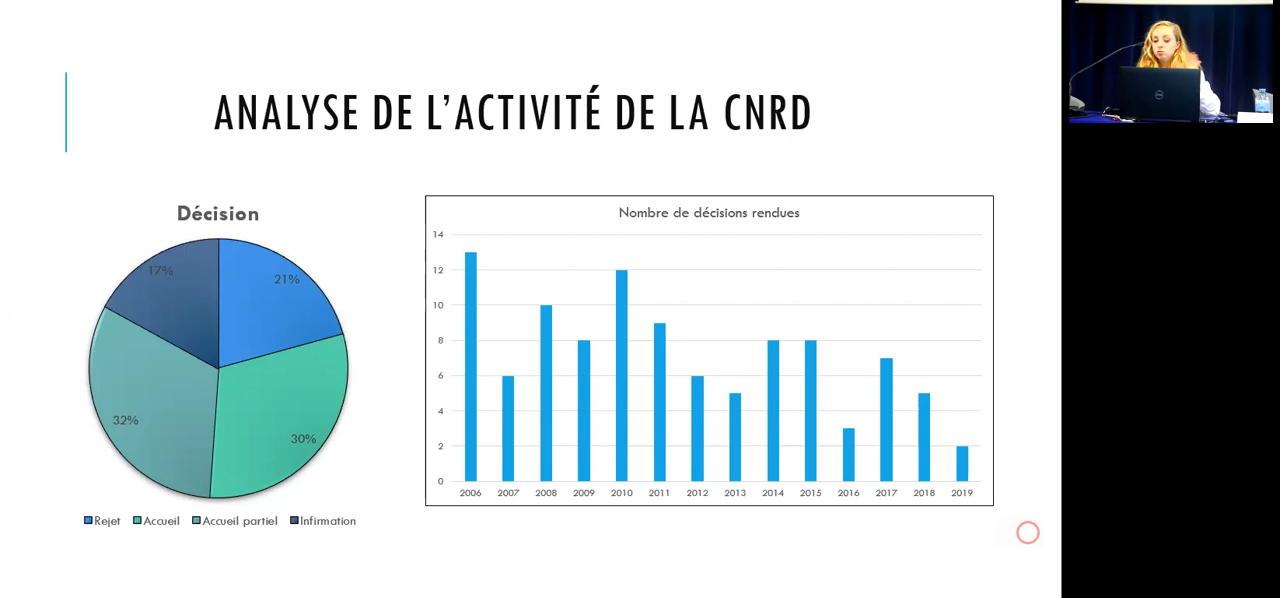 ANALYSE DE L'ACTIVITÉ DE LA CNRD
Décision
17%
21%
32%
30%
Rejet Accueil Accueil partiel Infirmation
Nombre de décisions rendues
14
12
10
8
6
4
2
0
2006 2007 2008 2009 2010 2011 2012 2013 2014 2015 2016 2017 2018 2019